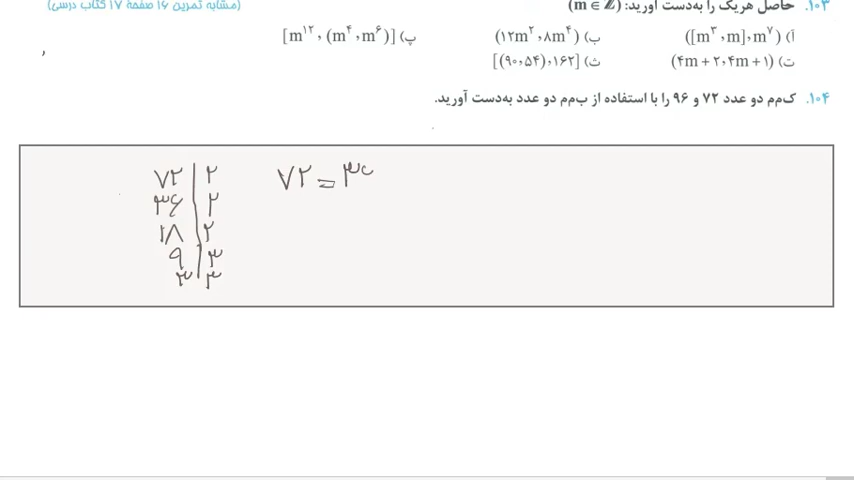 ۱۰۳. حاصل هریک را به‌دست آورید: (m ∈ ℤ) (مشابه تمرین ۱۶ صفحهٔ ۱۷ کتاب درسی)
آ) ([m³, m], m⁷) ب) (۱۲m², ۸m⁴) پ) [m¹², (m⁴, m⁶)]
ت) (۴m + ۲, ۴m + ۱) ث) [(۹۰, ۵۴), ۱۶۲]
۱۰۴. ک‌م‌م دو عدد ۷۲ و ۹۶ را با استفاده از ب‌م‌م دو عدد به‌دست آورید.
۷۲ | ۲ ۷۲ = ۳
۳۶ | ۲
۱۸ | ۲
۹ | ۳
۳ | ۳